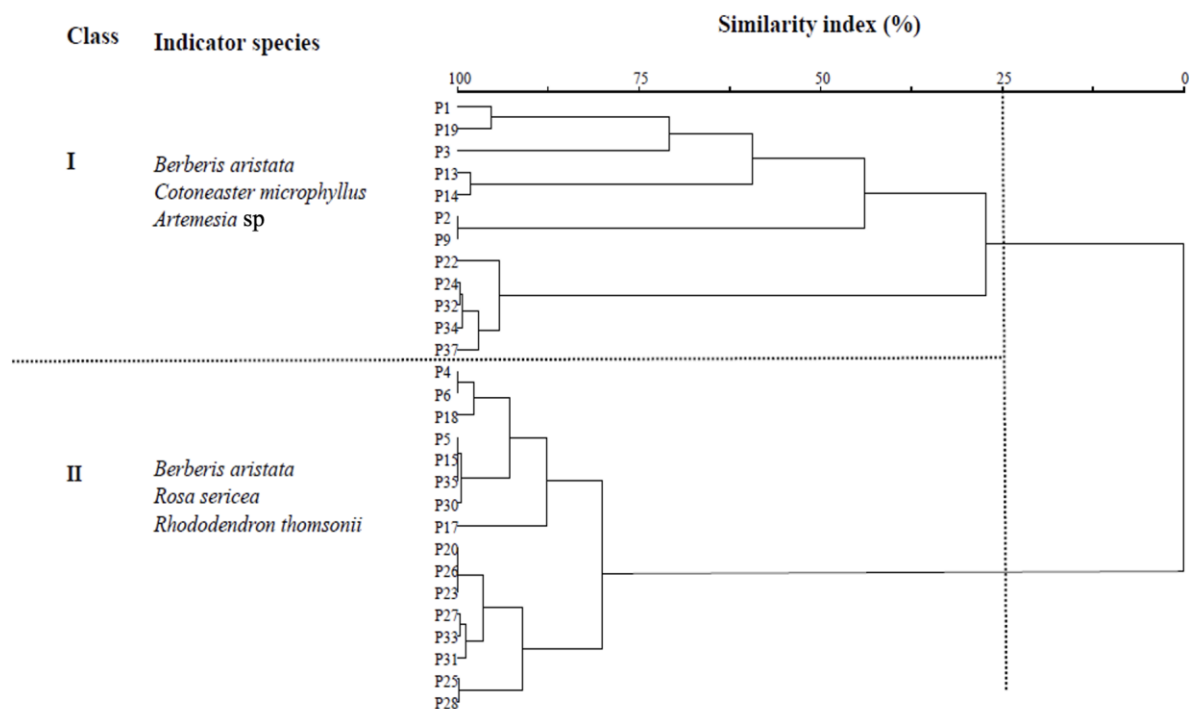 Similarity index (%)
Class Indicator species
100 75 50 25 0
P1
P19
P3
I
Berberis aristata
P13
Cotoneaster microphyllus
P14
Artemesia sp
P2
P9
P22
P24
P32
P34
P37
P4
P6
P18
P5
II
Berberis aristata
P15
Rosa sericea
P35
Rhododendron thomsonii
P30
P17
P20
P26
P23
P27
P33
P31
P25
P28